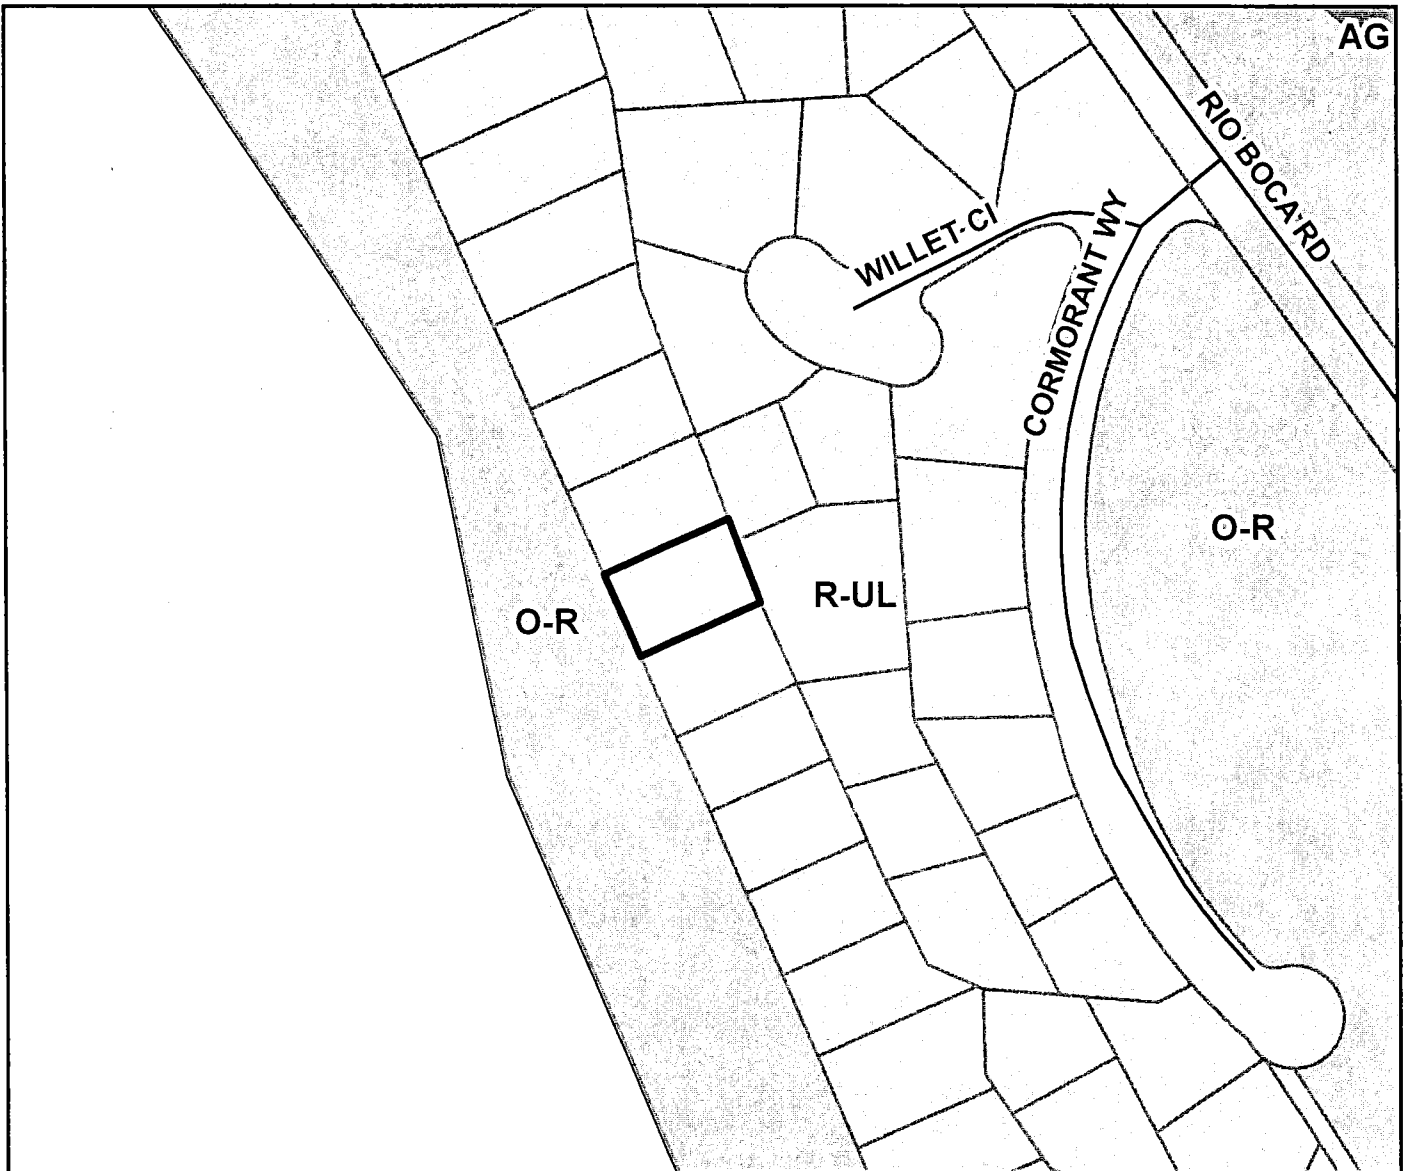 AG
RIO BOCA RD
WILLET CI
CORMORANT WY
O-R
R-UL
O-R